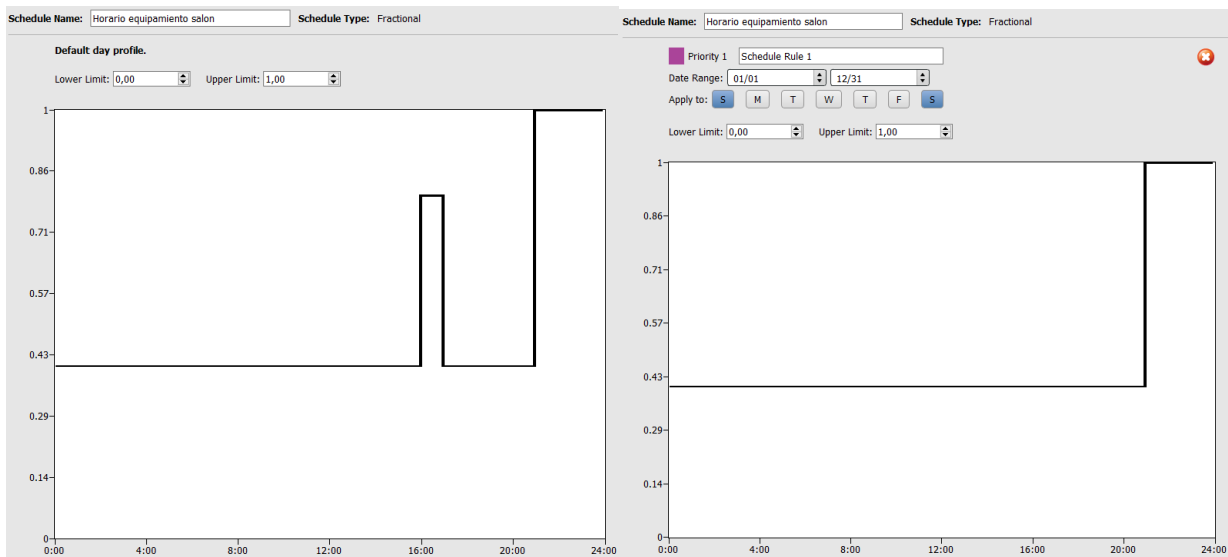 Schedule Name: Horario equipamiento salon Schedule Type: Fractional
Default day profile.
Lower Limit: 0,00 Upper Limit: 1,00
1
0.86
0.71
0.57
0.43
0.29
0.14
0
0:00 4:00 8:00 12:00 16:00 20:00 24:00
Schedule Name: Horario equipamiento salon Schedule Type: Fractional
Priority 1 Schedule Rule 1
Date Range: 01/01 12/31
Apply to: S M T W T F S
Lower Limit: 0,00 Upper Limit: 1,00
1
0.86
0.71
0.57
0.43
0.29
0.14
0
0:00 4:00 8:00 12:00 16:00 20:00 24:00